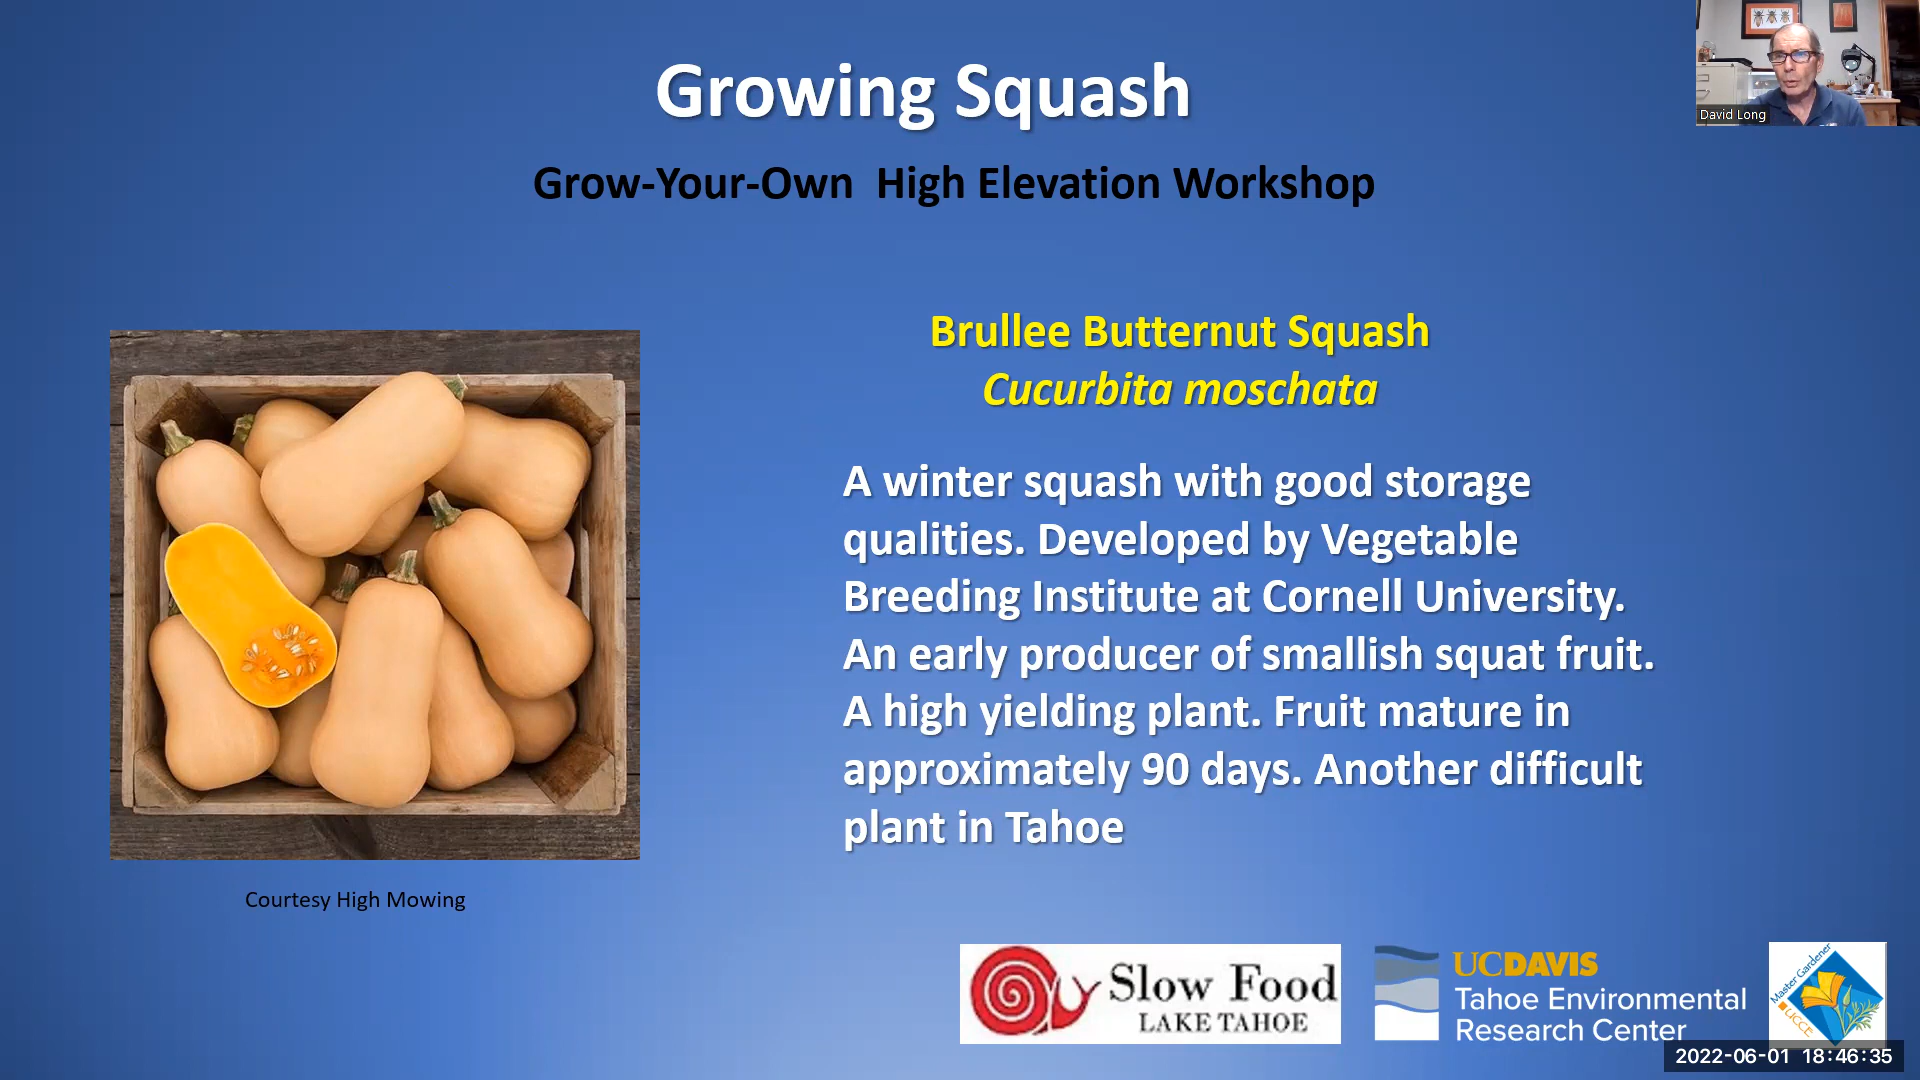 Growing Squash
Grow-Your-Own High Elevation Workshop
David Long
Brullee Butternut Squash
Cucurbita moschata
A winter squash with good storage
qualities. Developed by Vegetable
Breeding Institute at Cornell University.
An early producer of smallish squat fruit.
A high yielding plant. Fruit mature in
approximately 90 days. Another difficult
plant in Tahoe
Courtesy High Mowing
Slow Food
LAKE TAHOE
UCDAVIS
Tahoe Environmental
Research Center
Master Gardener
UCCE
2022-06-01 18:46:35